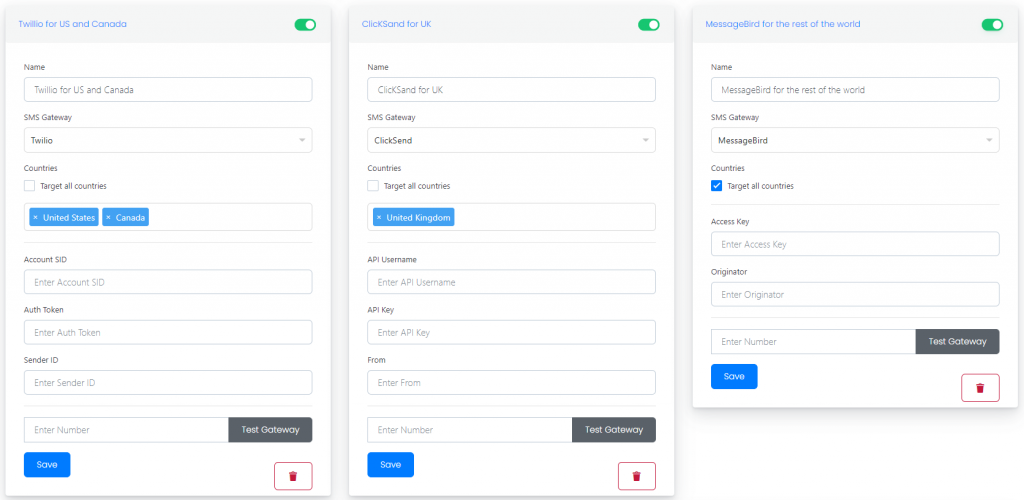 Twillio for US and Canada
Name
Twillio for US and Canada
SMS Gateway
Twilio
Countries
Target all countries
× United States × Canada
Account SID
Enter Account SID
Auth Token
Enter Auth Token
Sender ID
Enter Sender ID
Enter Number Test Gateway
Save
ClicKSand for UK
Name
ClicKSand for UK
SMS Gateway
ClickSend
Countries
Target all countries
× United Kingdom
API Username
Enter API Username
API Key
Enter API Key
From
Enter From
Enter Number Test Gateway
Save
MessageBird for the rest of the world
Name
MessageBird for the rest of the world
SMS Gateway
MessageBird
Countries
Target all countries
Access Key
Enter Access Key
Originator
Enter Originator
Enter Number Test Gateway
Save